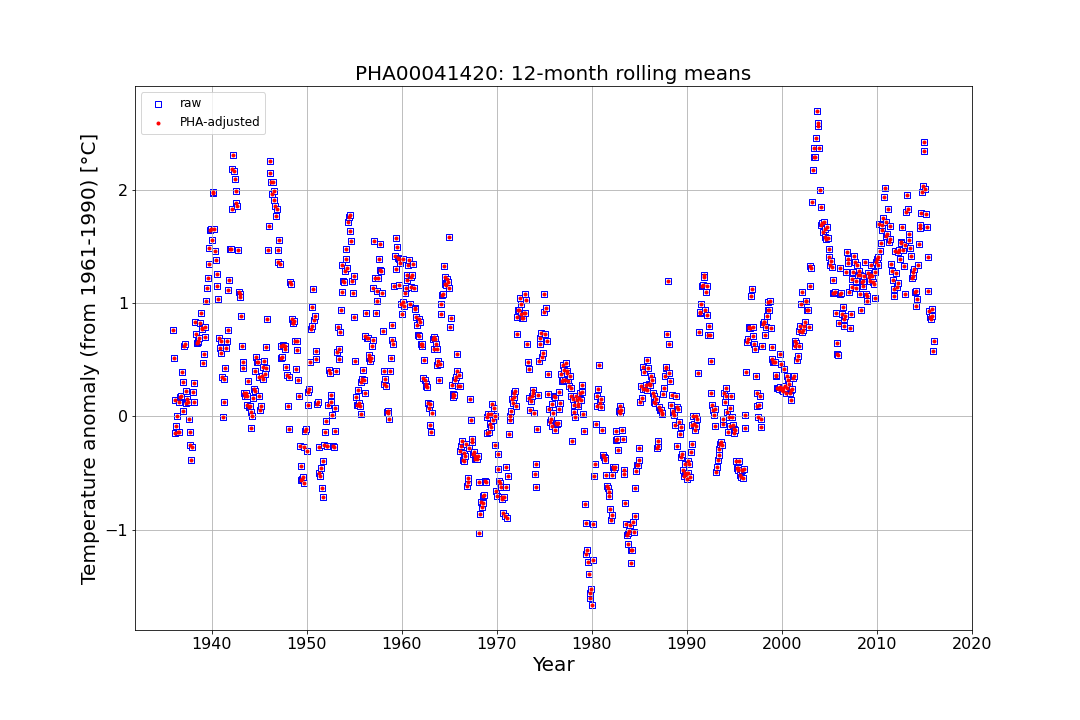 PHA00041420: 12-month rolling means
raw
PHA-adjusted
Temperature anomaly (from 1961-1990) [°C]
2
1
0
−1
1940 1950 1960 1970 1980 1990 2000 2010 2020
Year